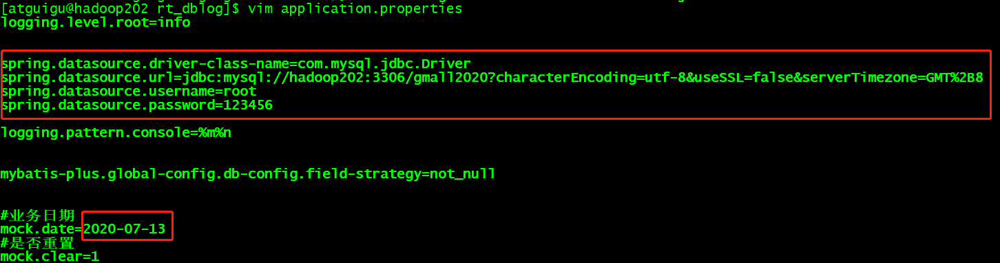 [atguigu@hadoop202 rt_dblog]$ vim application.properties
logging.level.root=info
spring.datasource.driver-class-name=com.mysql.jdbc.Driver
spring.datasource.url=jdbc:mysql://hadoop202:3306/gmall2020?characterEncoding=utf-8&useSSL=false&serverTimezone=GMT%2B8
spring.datasource.username=root
spring.datasource.password=123456
logging.pattern.console=%m%n
mybatis-plus.global-config.db-config.field-strategy=not_null
#业务日期
mock.date=2020-07-13
#是否重置
mock.clear=1